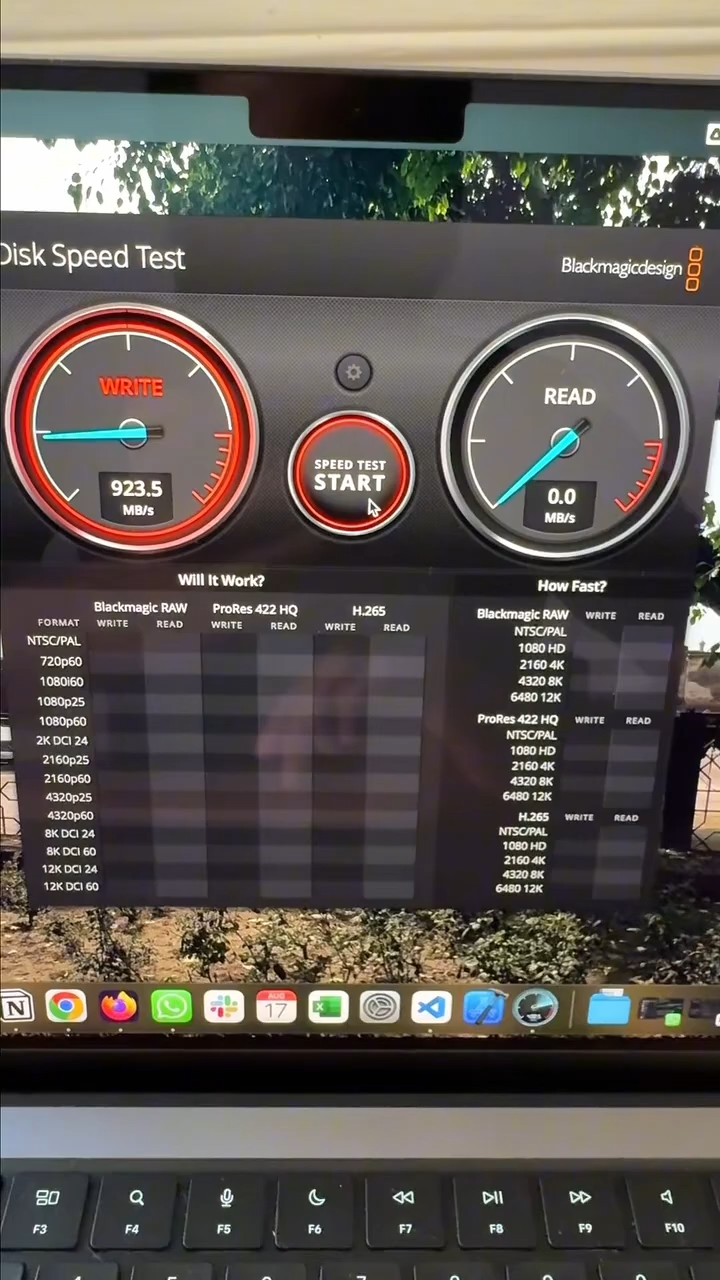 Disk Speed Test
Blackmagicdesign
WRITE
923.5
MB/s
SPEED TEST
START
READ
0.0
MB/s
Will It Work?
Blackmagic RAW ProRes 422 HQ H.265
FORMAT WRITE READ WRITE READ WRITE READ
NTSC/PAL
720p60
1080i60
1080p25
1080p60
2K DCI 24
2160p25
2160p60
4320p25
4320p60
8K DCI 24
8K DCI 60
12K DCI 24
12K DCI 60
How Fast?
Blackmagic RAW WRITE READ
NTSC/PAL
1080 HD
2160 4K
4320 8K
6480 12K
ProRes 422 HQ WRITE READ
NTSC/PAL
1080 HD
2160 4K
4320 8K
6480 12K
H.265 WRITE READ
NTSC/PAL
1080 HD
2160 4K
4320 8K
6480 12K
N
AUG
17
X
F3 F4 F5 F6 F7 F8 F9 F10